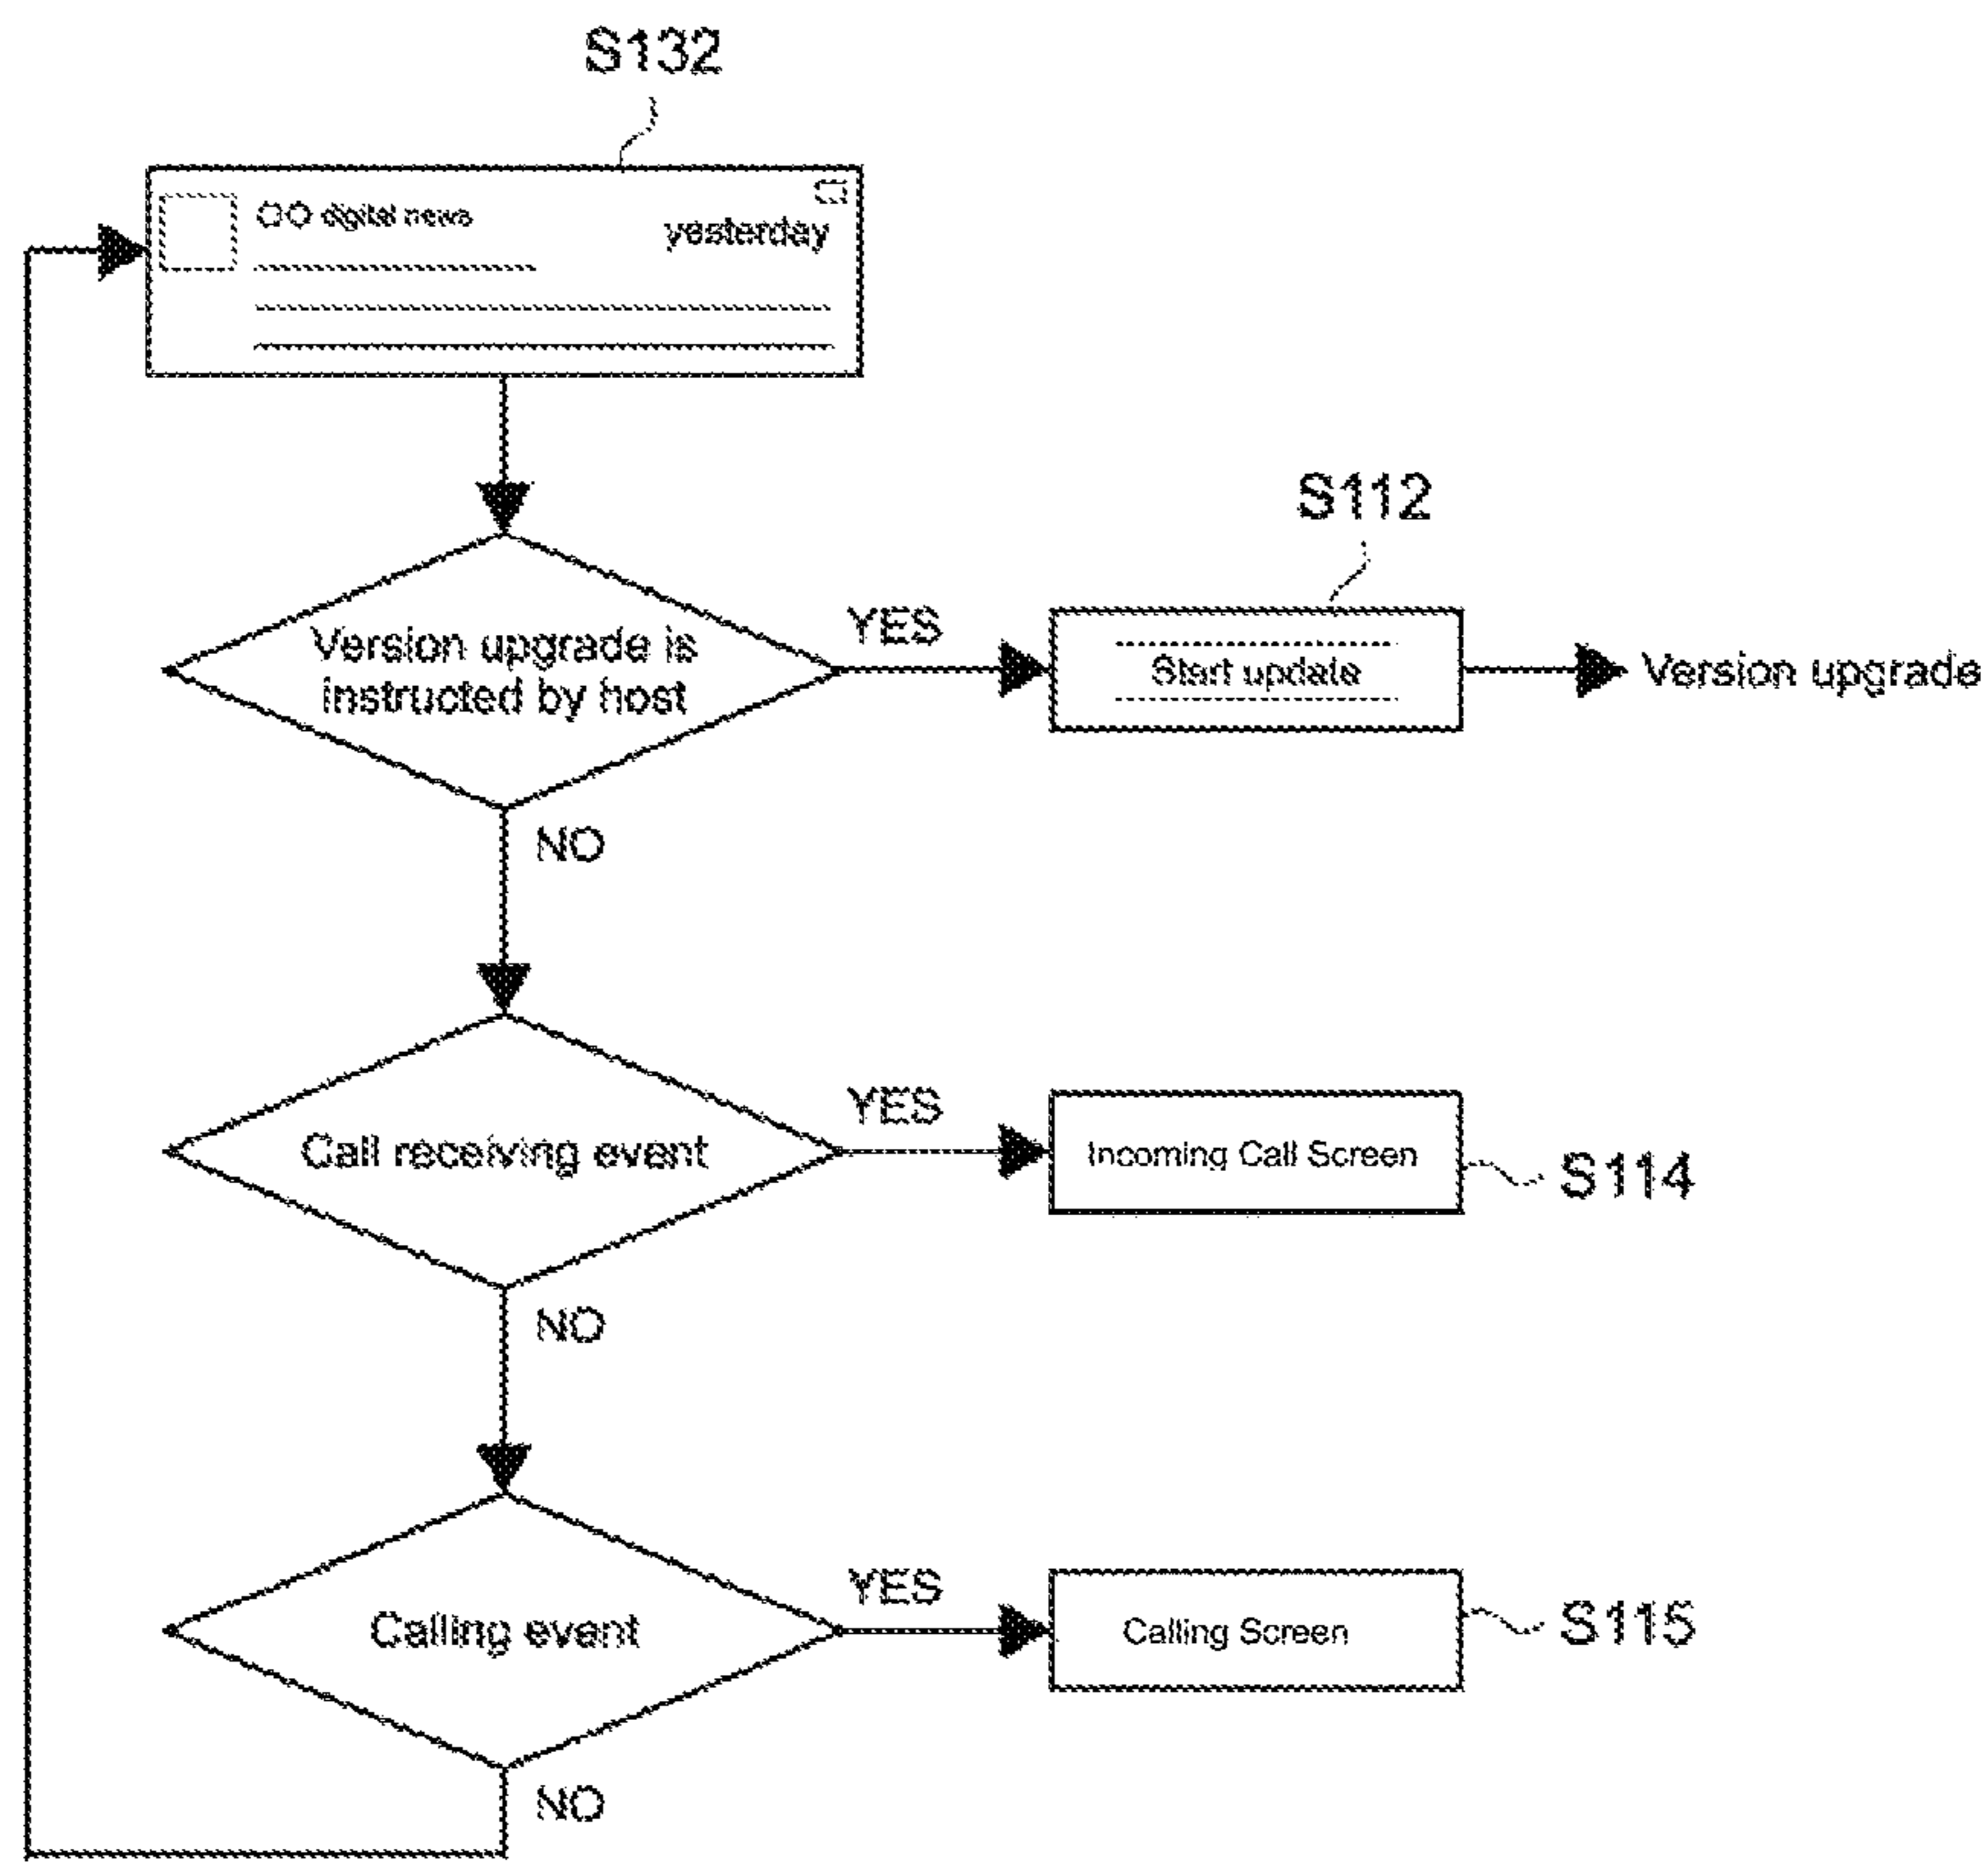 S132
○○ digital news
yesterday
S112
Version upgrade is
instructed by host
YES
Start update
Version upgrade
NO
Call receiving event
YES
Incoming Call Screen
S114
NO
Calling event
YES
Calling Screen
S115
NO